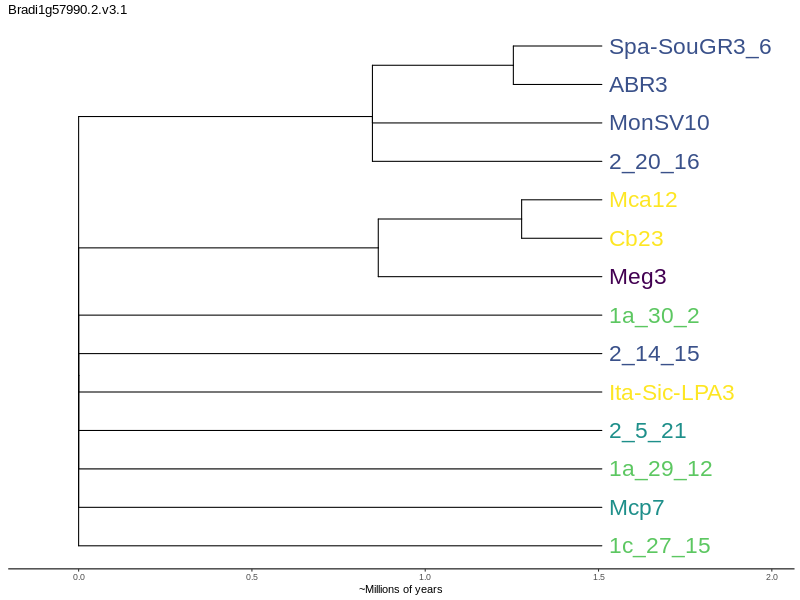 Bradi1g57990.2.v3.1
Spa-SouGR3_6
ABR3
MonSV10
2_20_16
Mca12
Cb23
Meg3
1a_30_2
2_14_15
Ita-Sic-LPA3
2_5_21
1a_29_12
Mcp7
1c_27_15
0.0 0.5 1.0 1.5 2.0
~Millions of years